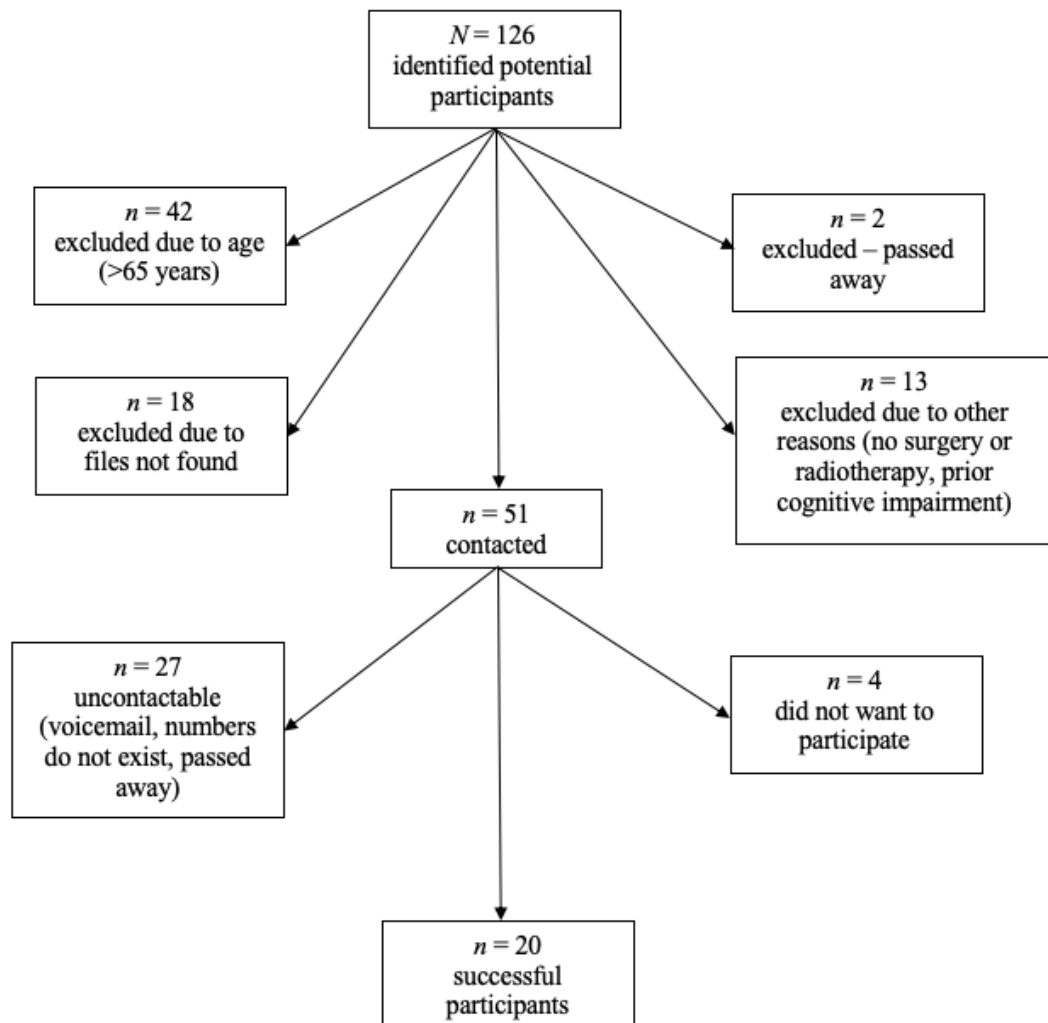 N = 126
identified potential
participants
n = 42
excluded due to age
(>65 years)
n = 2
excluded – passed
away
n = 18
excluded due to
files not found
n = 13
excluded due to other
reasons (no surgery or
radiotherapy, prior
cognitive impairment)
n = 51
contacted
n = 27
uncontactable
(voicemail, numbers
do not exist, passed
away)
n = 4
did not want to
participate
n = 20
successful
participants